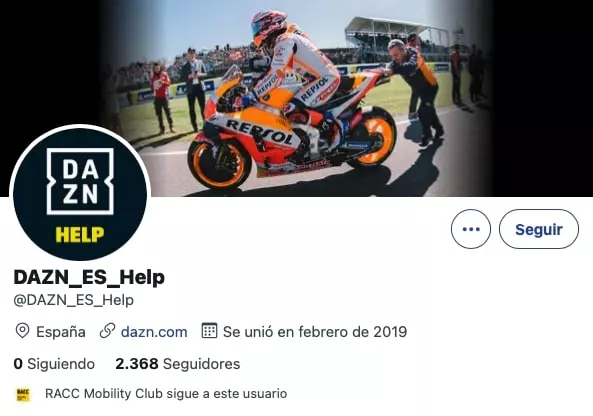 REPSOL
REPSOL
DA
ZN
HELP
Seguir
DAZN_ES_Help
@DAZN_ES_Help
España dazn.com Se unió en febrero de 2019
0 Siguiendo 2.368 Seguidores
RACC
RACC Mobility Club sigue a este usuario